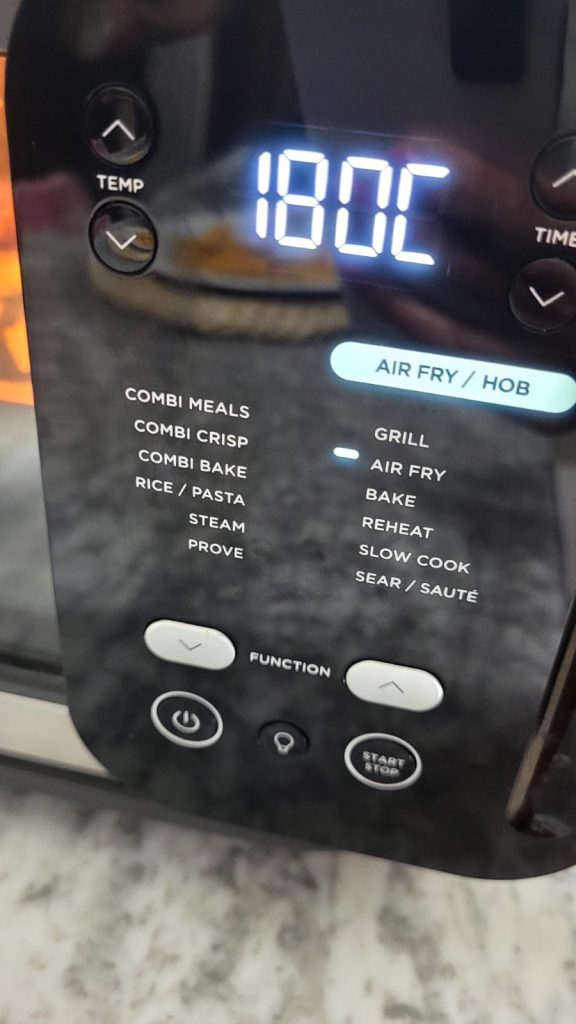 TEMP
180C
TIME
AIR FRY / HOB
COMBI MEALS
COMBI CRISP
COMBI BAKE
RICE / PASTA
STEAM
PROVE
GRILL
AIR FRY
BAKE
REHEAT
SLOW COOK
SEAR / SAUTÉ
FUNCTION
START
STOP